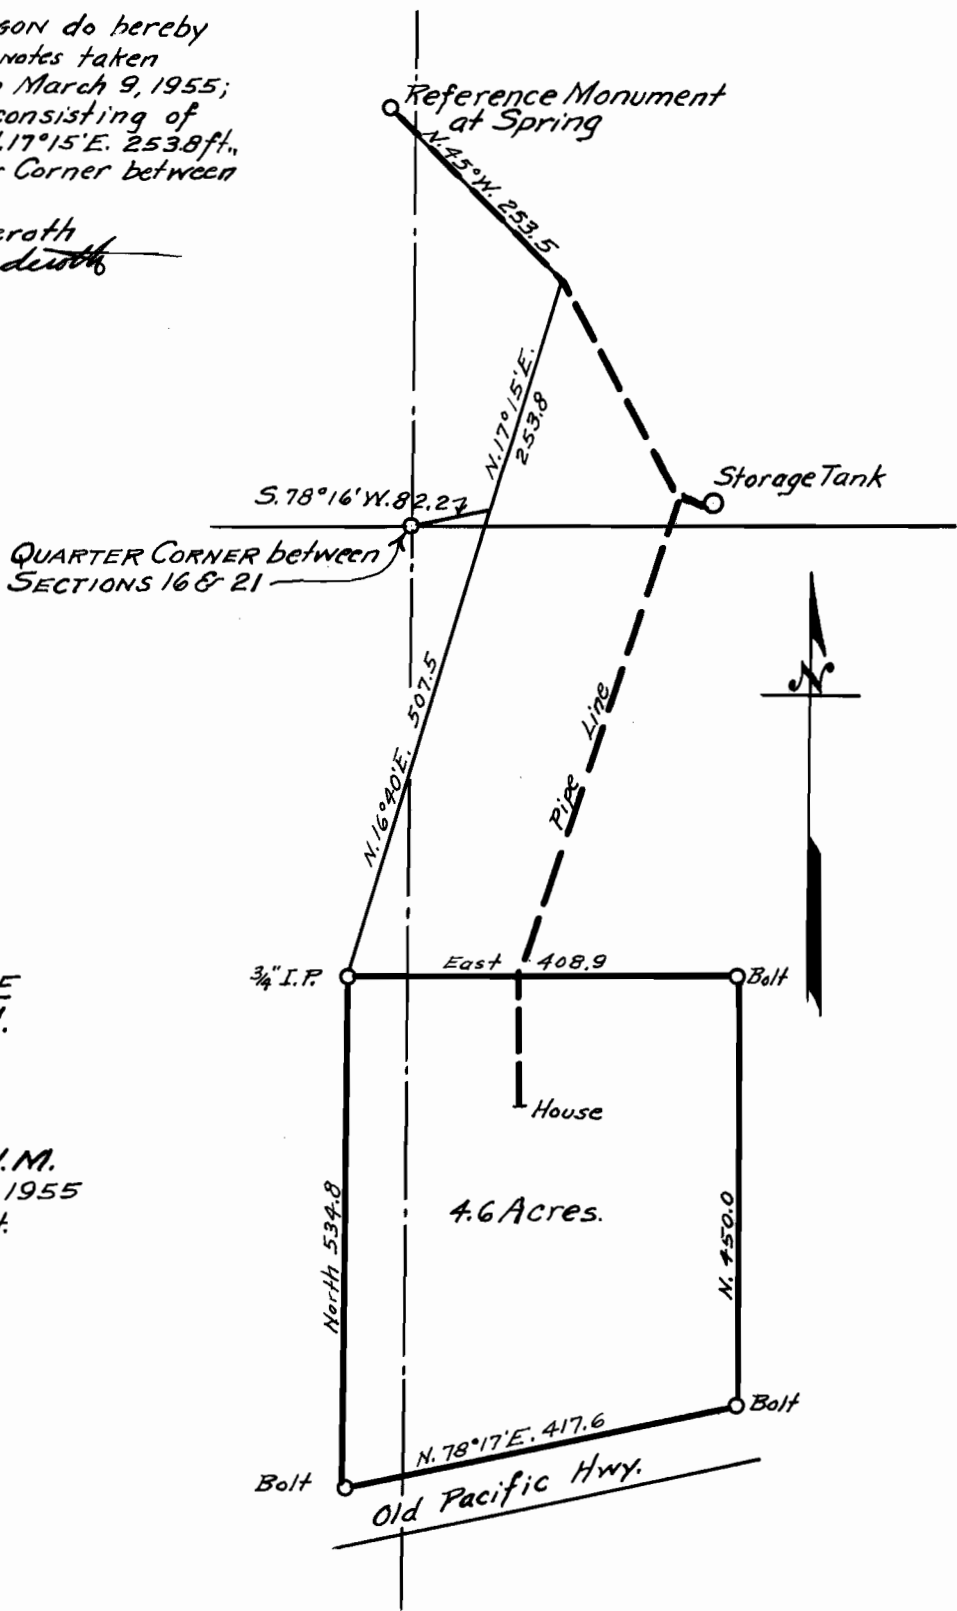 SON do hereby
notes taken
March 9, 1955;
consisting of
17°15'E. 253.8ft.,
Corner between
eroth
deroth
Reference Monument
at Spring
N.45°W. 253.5
N.17°15'E.
253.8
S.78°16'W.82.27
Storage Tank
QUARTER CORNER between
SECTIONS 16 & 21
N
N.16°40'E. 507.5
Pipe Line
3/4" I.P.
East 408.9
Bolt
E
House
.M.
1955
t.
4.6 Acres.
North 534.8
N. 450.0
Bolt
N.78°17'E. 417.6
Bolt
Old Pacific Hwy.